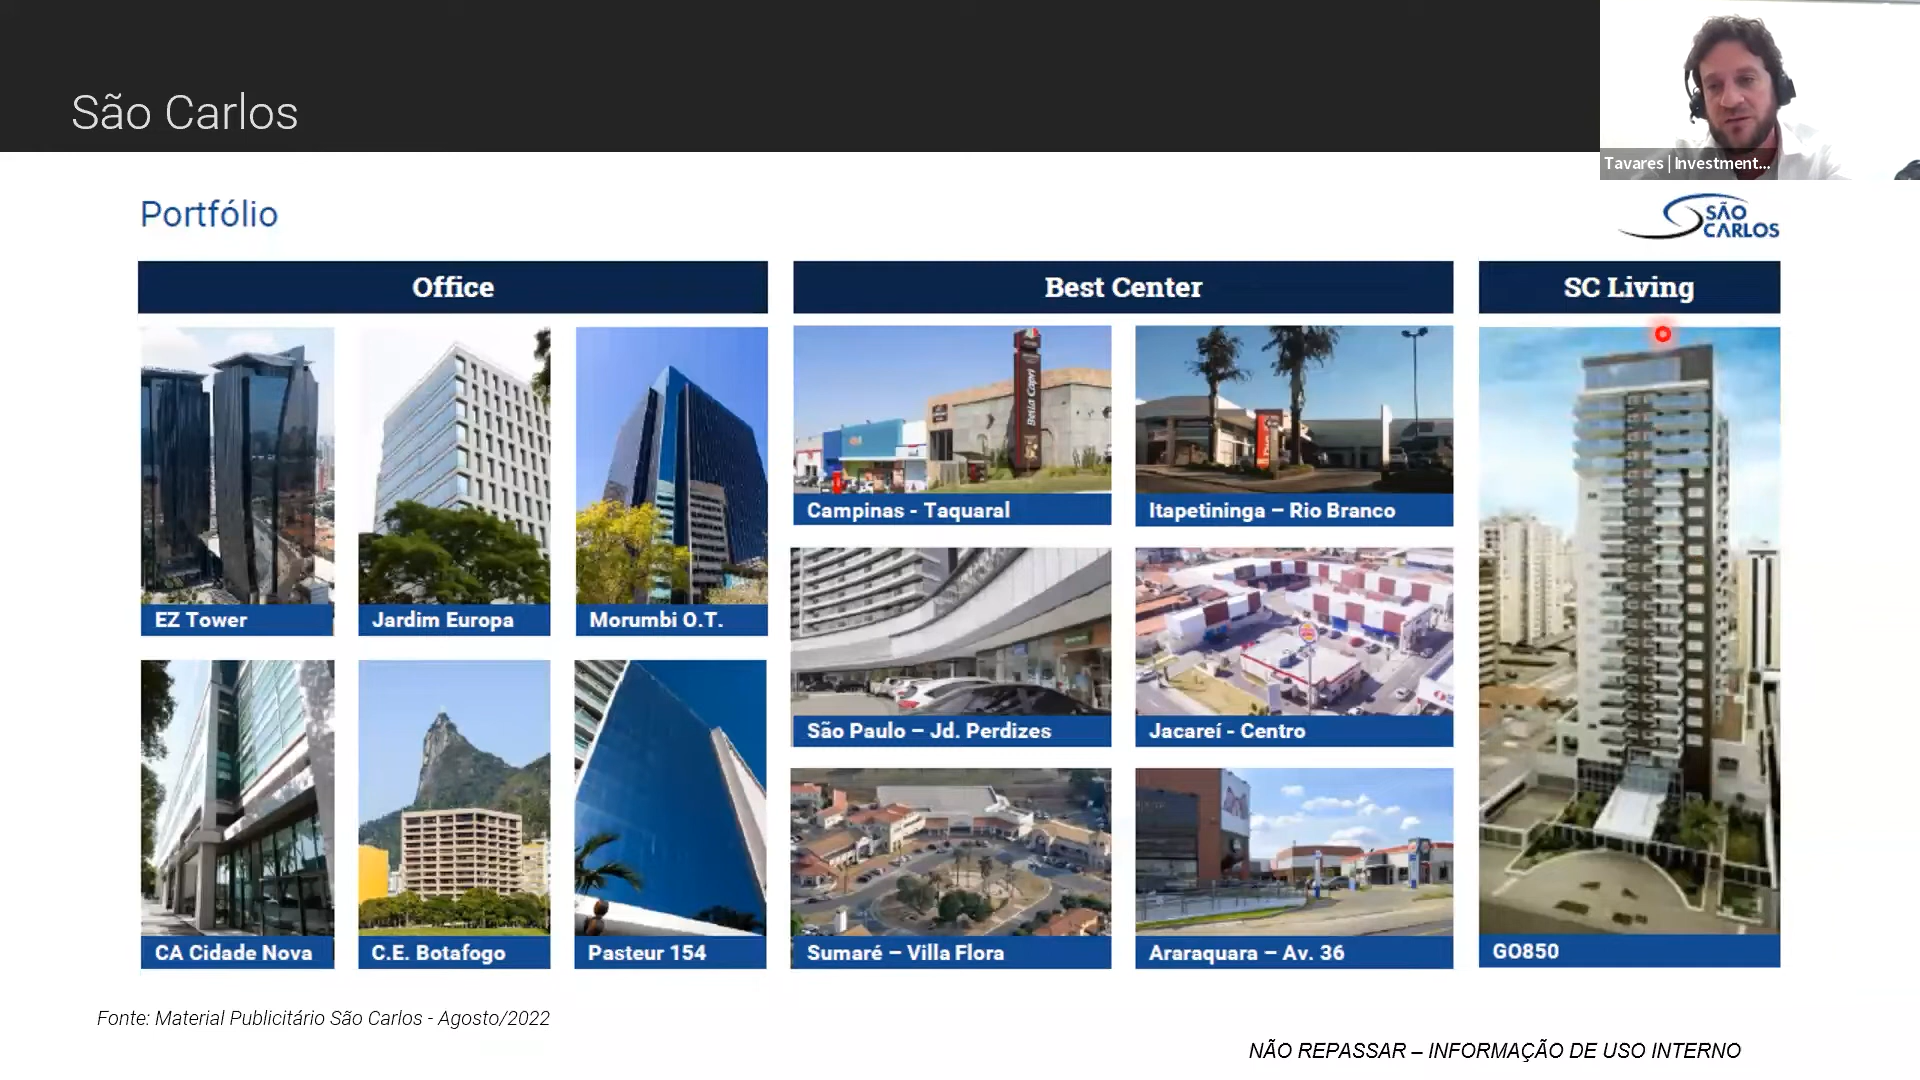 São Carlos
Tavares | Investment...
Portfólio
SÃO
CARLOS
Office
Best Center
SC Living
Bella Capri
EZ Tower
Jardim Europa
Morumbi O.T.
Campinas - Taquaral
Itapetininga – Rio Branco
São Paulo – Jd. Perdizes
Jacareí - Centro
CA Cidade Nova
C.E. Botafogo
Pasteur 154
Sumaré – Villa Flora
Araraquara – Av. 36
GO850
Fonte: Material Publicitário São Carlos - Agosto/2022
NÃO REPASSAR – INFORMAÇÃO DE USO INTERNO